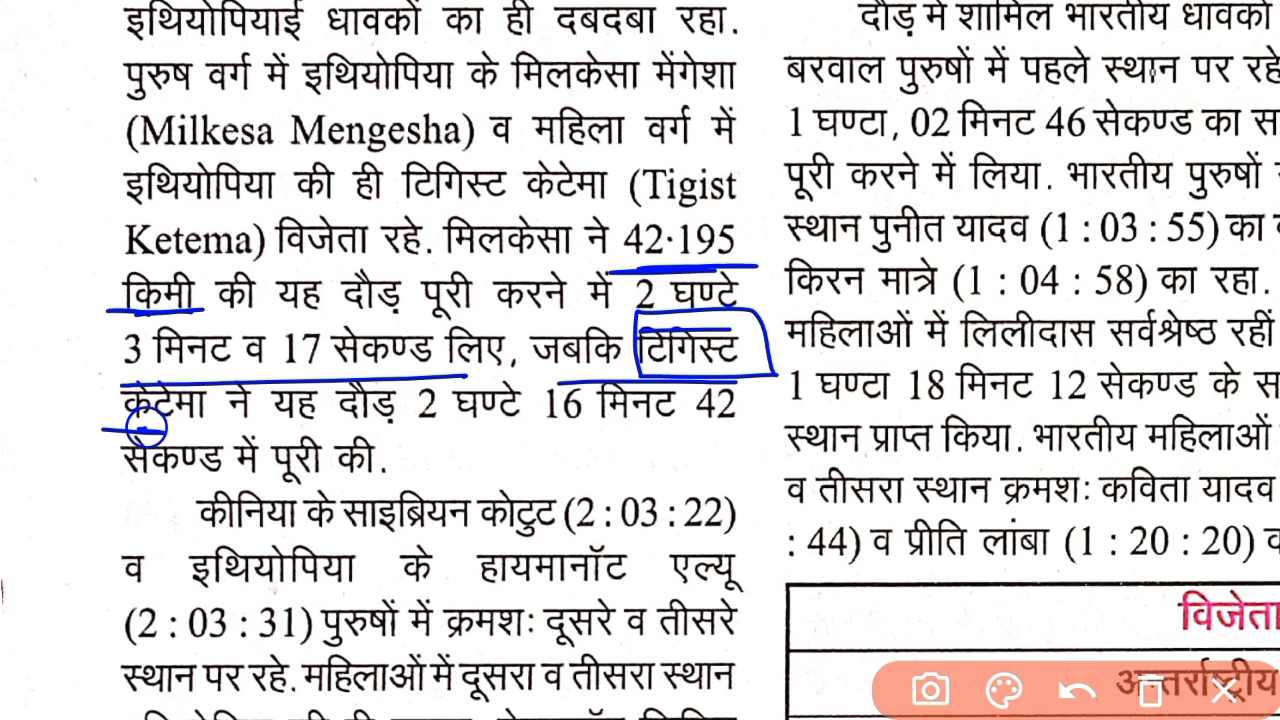 इथियोपियाई धावकों का ही दबदबा रहा.
पुरुष वर्ग में इथियोपिया के मिलकेसा मेंगेशा
(Milkesa Mengesha) व महिला वर्ग में
इथियोपिया की ही टिगिस्ट केटेमा (Tigist
Ketema) विजेता रहे. मिलकेसा ने 42·195
किमी की यह दौड़ पूरी करने में 2 घण्टे
3 मिनट व 17 सेकण्ड लिए, जबकि टिगिस्ट
केटेमा ने यह दौड़ 2 घण्टे 16 मिनट 42
सेकण्ड में पूरी की.
कीनिया के साइब्रियन कोटुट (2 : 03 : 22)
व इथियोपिया के हायमानॉट एल्यू
(2 : 03 : 31) पुरुषों में क्रमशः दूसरे व तीसरे
स्थान पर रहे. महिलाओं में दूसरा व तीसरा स्थान
दौड़ में शामिल भारतीय धावकों
बरवाल पुरुषों में पहले स्थान पर रहे
1 घण्टा, 02 मिनट 46 सेकण्ड का स
पूरी करने में लिया. भारतीय पुरुषों
स्थान पुनीत यादव (1 : 03 : 55) का
किरन मात्रे (1 : 04 : 58) का रहा.
महिलाओं में लिलीदास सर्वश्रेष्ठ रहीं
1 घण्टा 18 मिनट 12 सेकण्ड के स
स्थान प्राप्त किया. भारतीय महिलाओं
व तीसरा स्थान क्रमशः कविता यादव
: 44) व प्रीति लांबा (1 : 20 : 20) व
विजेता
अन्तर्राष्ट्रीय